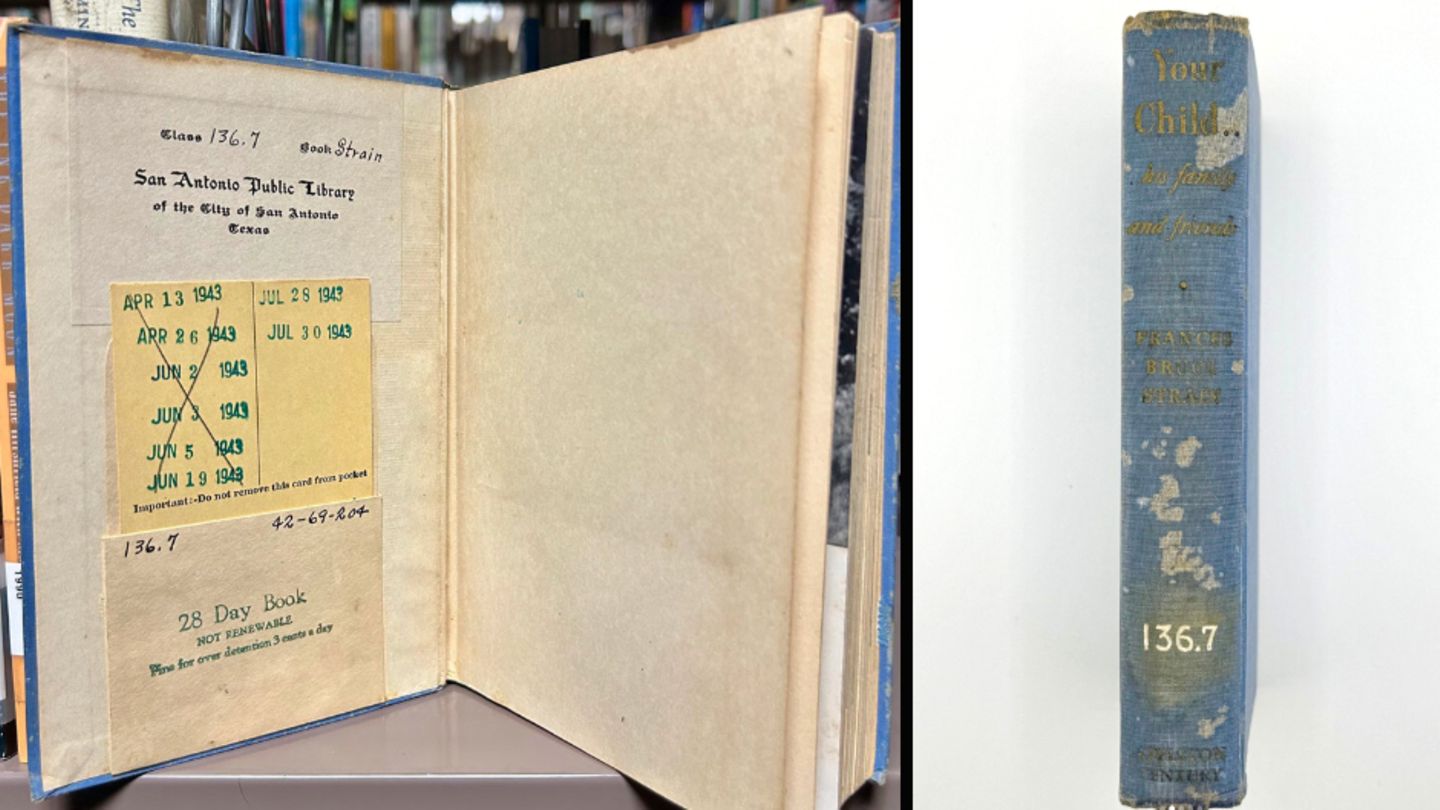 The
Class 136.7 Book Strain
San Antonio Public Library
of the City of San Antonio
Texas
APR 13 1943
APR 26 1943
JUN 2 1943
JUN 3 1943
JUN 5 1943
JUN 19 1943
JUL 28 1943
JUL 30 1943
Important:-Do not remove this card from pocket
42-69-204
136.7
28 Day Book
NOT RENEWABLE
Fine for over detention 3 cents a day
1990
Your
Child..
his family
and friends
FRANCES
BRUCE
STRAIN
136.7
APPLETON
CENTURY